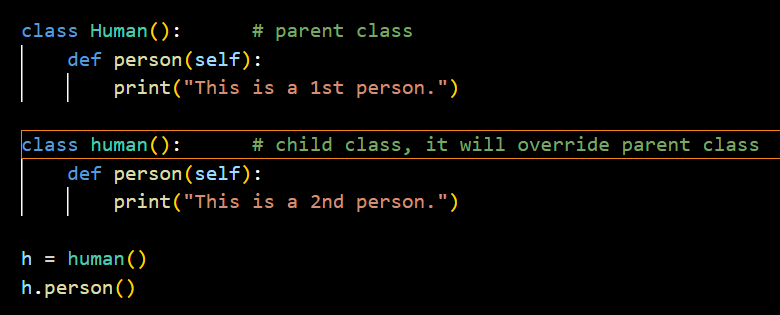 class Human():      # parent class
    def person(self):
        print("This is a 1st person.")

class human():      # child class, it will override parent class
    def person(self):
        print("This is a 2nd person.")

h = human()
h.person()